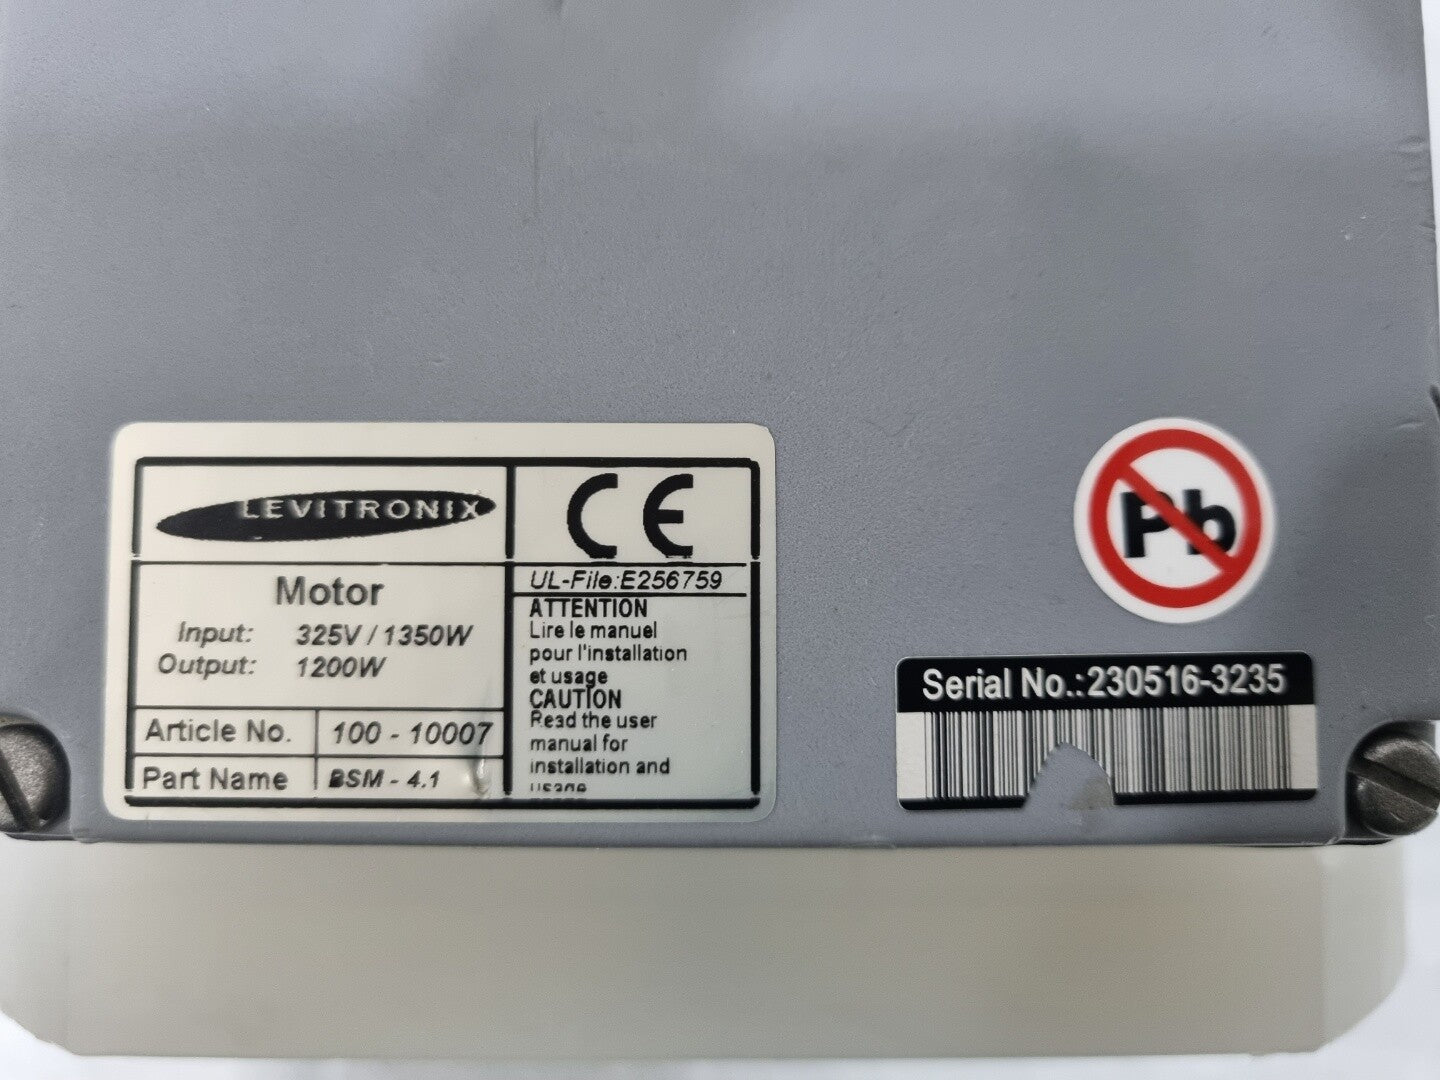 LEVITRONIX
CE
Motor
Input: 325V / 1350W
Output: 1200W
Article No. 100 - 10007
Part Name BSM - 4.1
UL-File:E256759
ATTENTION
Lire le manuel
pour l'installation
et usage
CAUTION
Read the user
manual for
installation and
usage
Pb
Serial No.:230516-3235